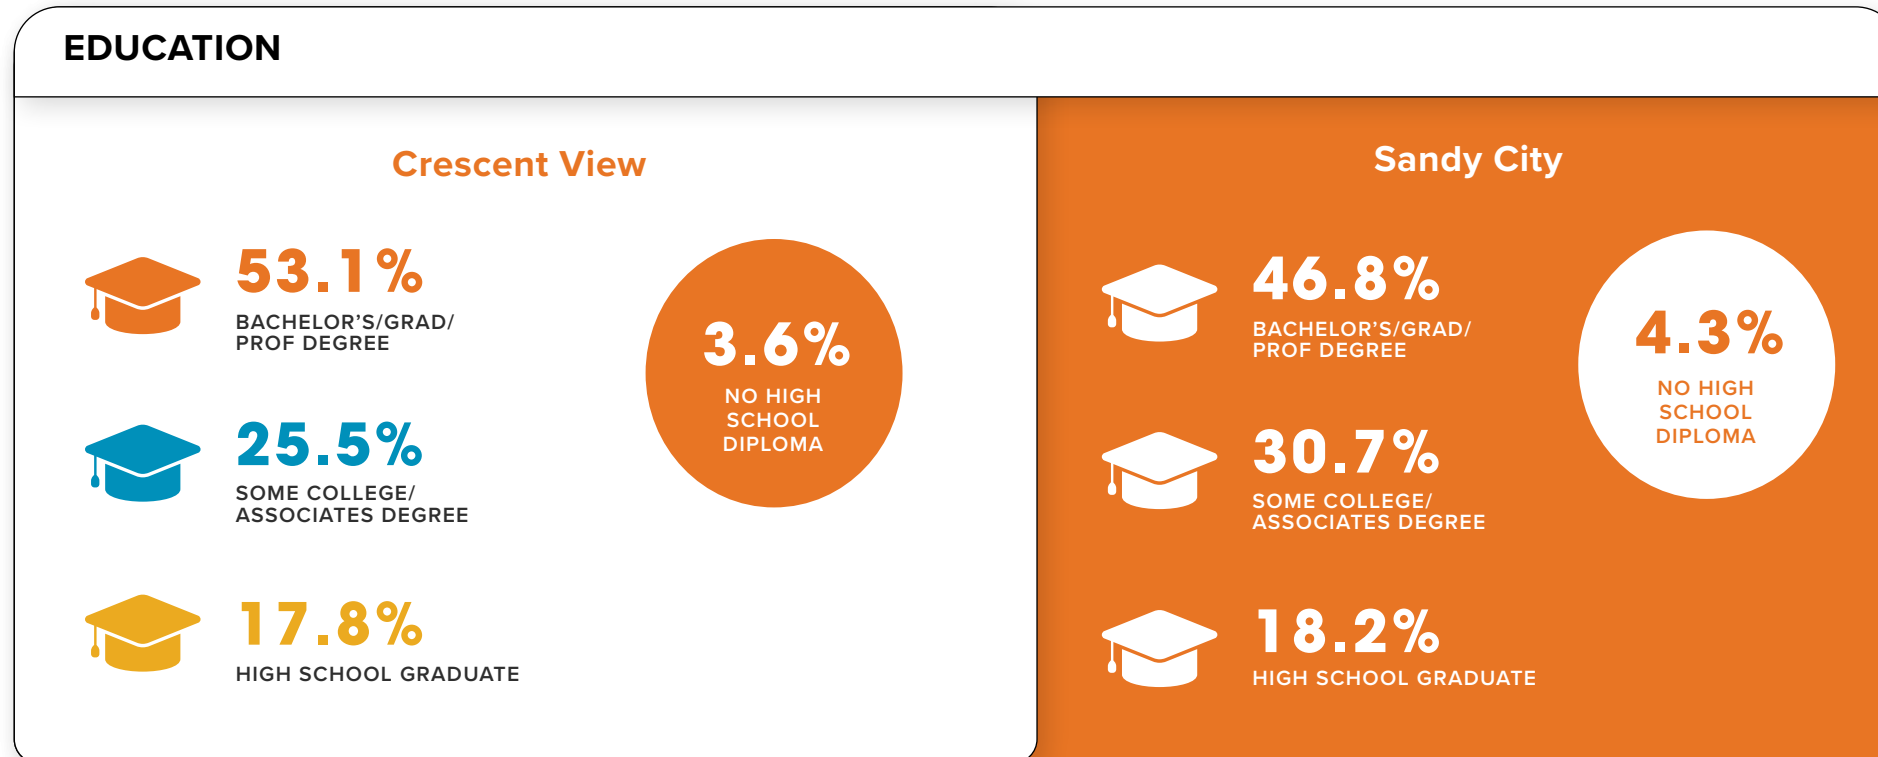 EDUCATION
Crescent View
53.1%
BACHELOR'S/GRAD/
PROF DEGREE
25.5%
SOME COLLEGE/
ASSOCIATES DEGREE
17.8%
HIGH SCHOOL GRADUATE
3.6%
NO HIGH
SCHOOL
DIPLOMA
Sandy City
46.8%
BACHELOR'S/GRAD/
PROF DEGREE
30.7%
SOME COLLEGE/
ASSOCIATES DEGREE
18.2%
HIGH SCHOOL GRADUATE
4.3%
NO HIGH
SCHOOL
DIPLOMA